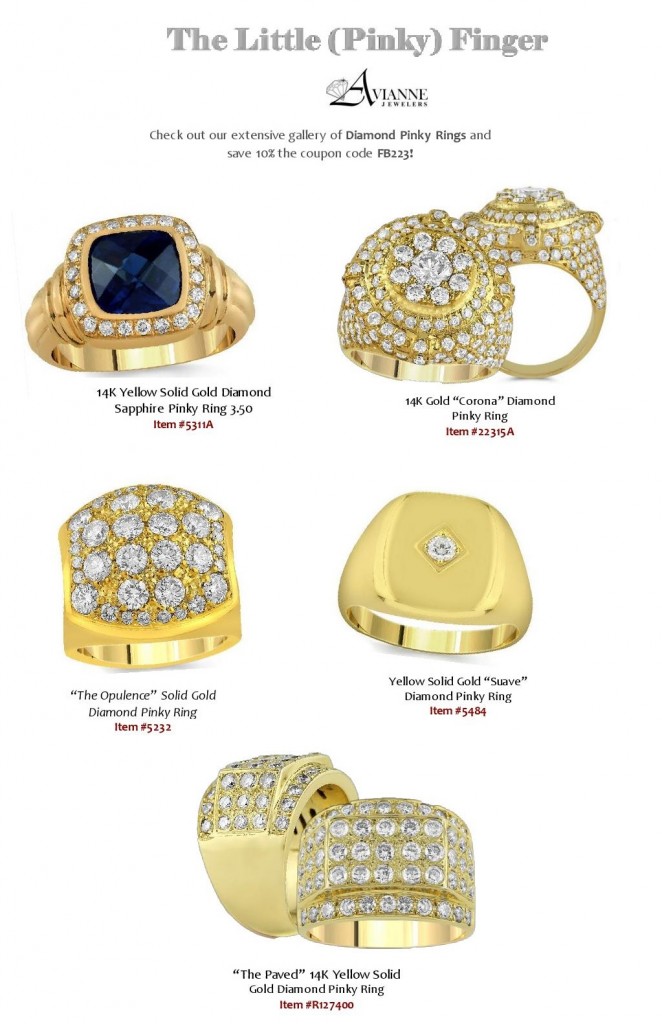 The Little (Pinky) Finger
AVIANNE
JEWELERS
Check out our extensive gallery of Diamond Pinky Rings and
save 10% the coupon code FB223!
14K Yellow Solid Gold Diamond
Sapphire Pinky Ring 3.50
Item #5311A
14K Gold “Corona” Diamond
Pinky Ring
Item #22315A
“The Opulence” Solid Gold
Diamond Pinky Ring
Item #5232
Yellow Solid Gold “Suave”
Diamond Pinky Ring
Item #5484
“The Paved” 14K Yellow Solid
Gold Diamond Pinky Ring
Item #R127400